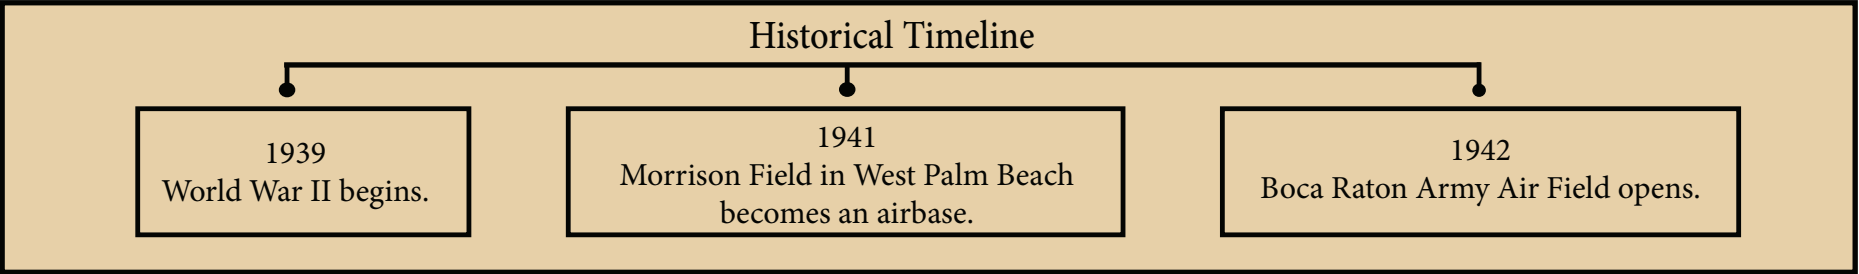 Historical Timeline
1939
World War II begins.
1941
Morrison Field in West Palm Beach
becomes an airbase.
1942
Boca Raton Army Air Field opens.